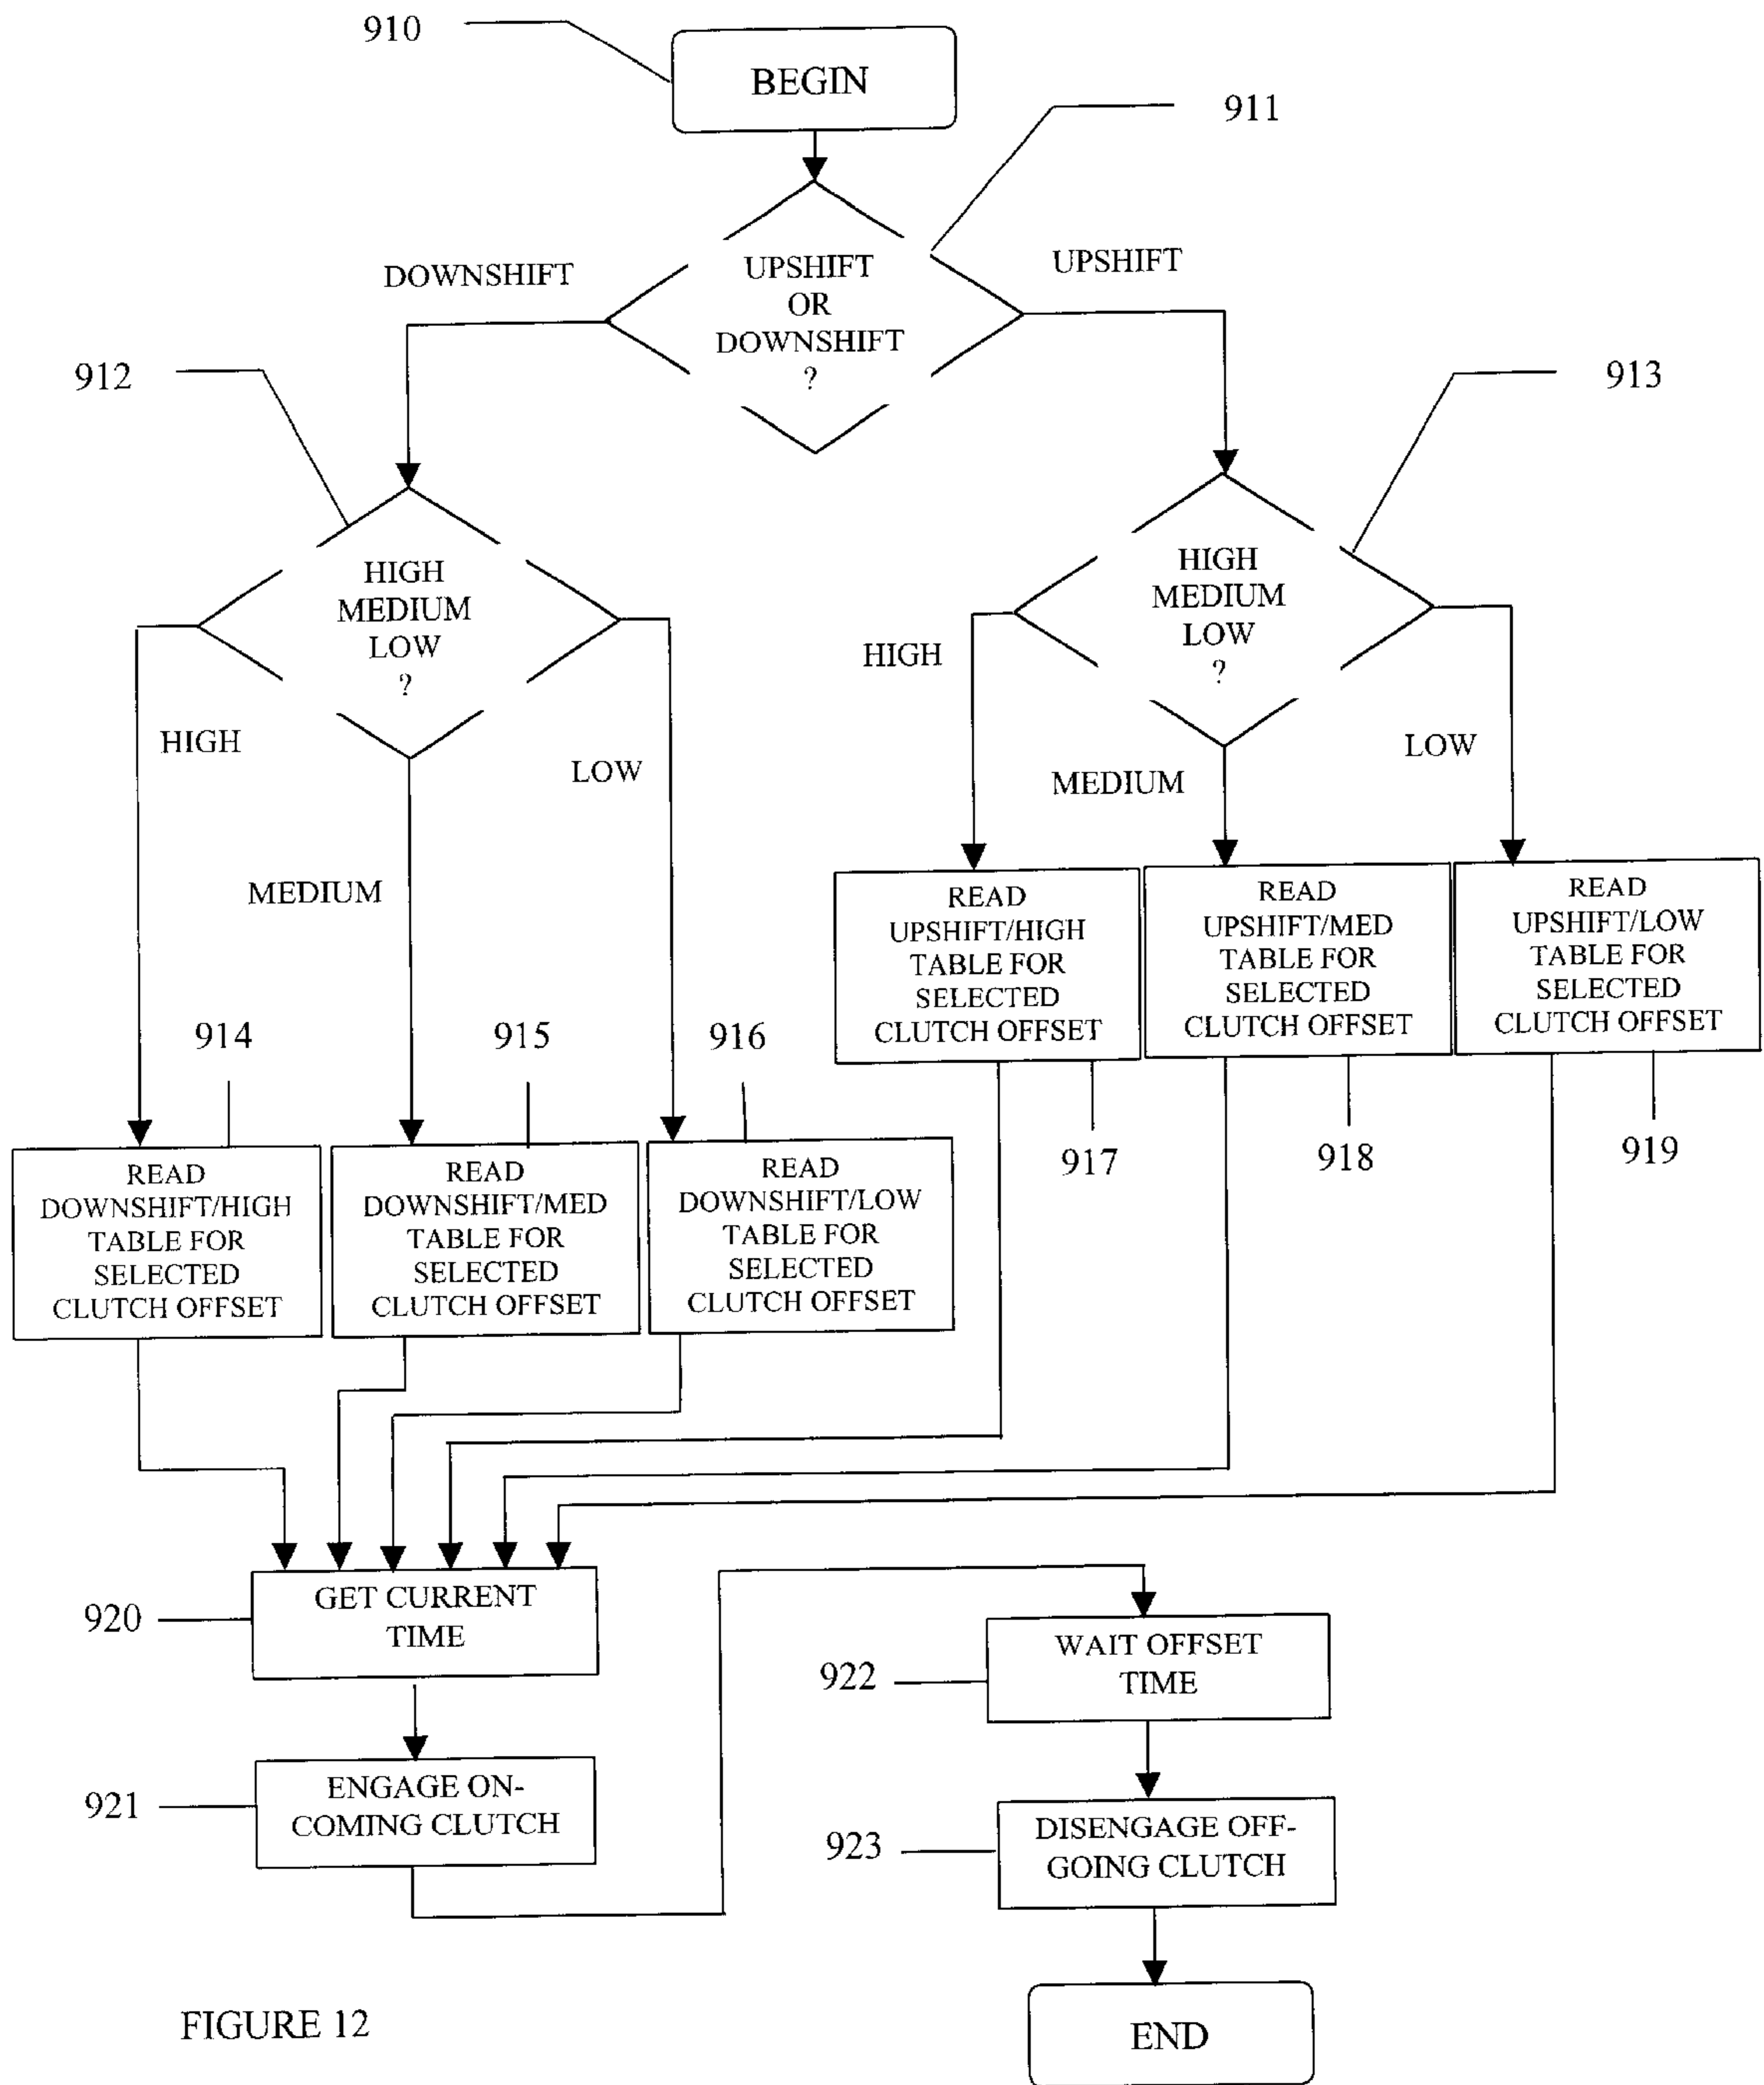 910
BEGIN
911
DOWNSHIFT
UPSHIFT
OR
DOWNSHIFT
?
UPSHIFT
912
913
HIGH
MEDIUM
LOW
?
HIGH
MEDIUM
LOW
HIGH
MEDIUM
LOW
?
HIGH
MEDIUM
LOW
READ
UPSHIFT/HIGH
TABLE FOR
SELECTED
CLUTCH OFFSET
READ
UPSHIFT/MED
TABLE FOR
SELECTED
CLUTCH OFFSET
READ
UPSHIFT/LOW
TABLE FOR
SELECTED
CLUTCH OFFSET
914
915
916
917
918
919
READ
DOWNSHIFT/HIGH
TABLE FOR
SELECTED
CLUTCH OFFSET
READ
DOWNSHIFT/MED
TABLE FOR
SELECTED
CLUTCH OFFSET
READ
DOWNSHIFT/LOW
TABLE FOR
SELECTED
CLUTCH OFFSET
920
GET CURRENT
TIME
921
ENGAGE ON-
COMING CLUTCH
922
WAIT OFFSET
TIME
923
DISENGAGE OFF-
GOING CLUTCH
END
FIGURE 12